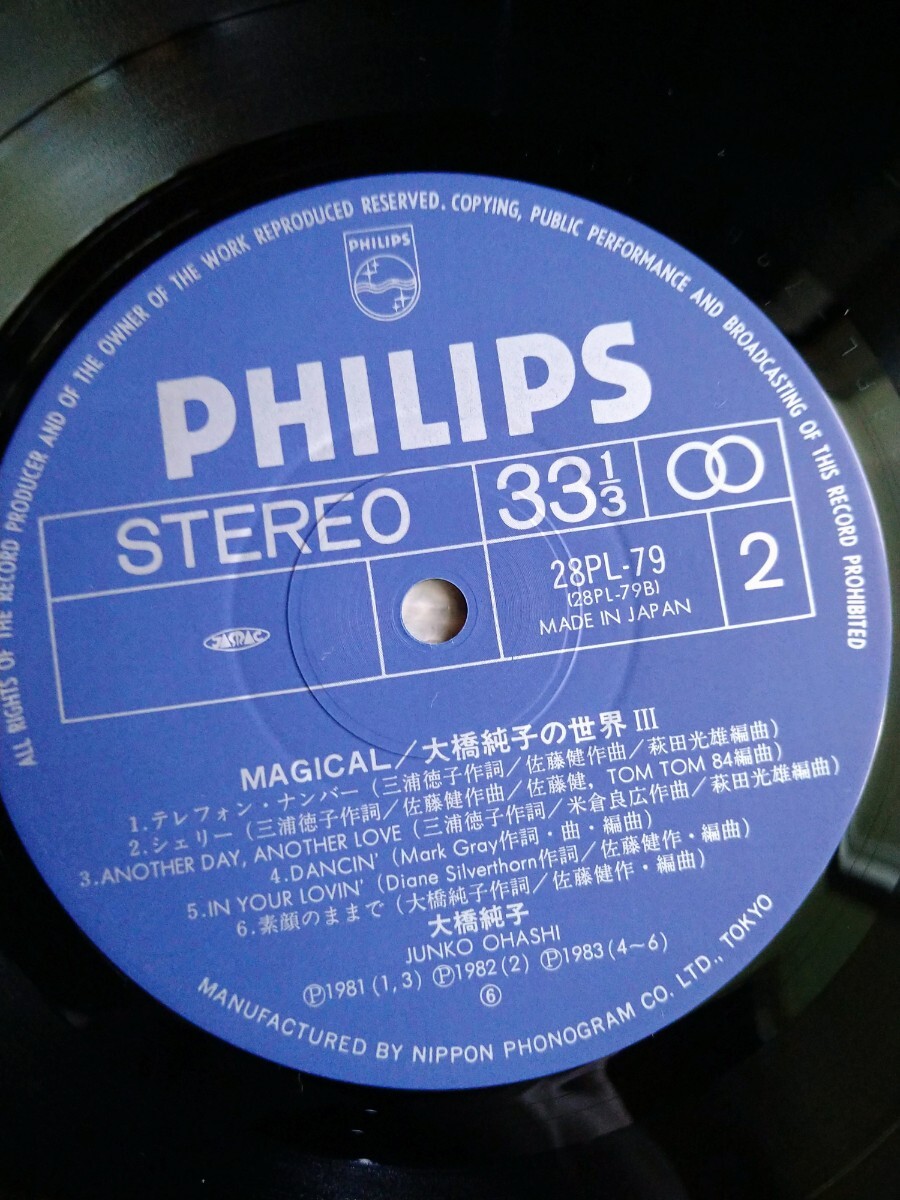 ALL RIGHTS OF THE RECORD PRODUCER AND OF THE OWNER OF THE WORK REPRODUCED RESERVED. COPYING, PUBLIC PERFORMANCE AND BROADCASTING OF THIS RECORD PROHIBITED
PHILIPS
PHILIPS
STEREO
33 1/3
28PL-79
(28PL-79B)
MADE IN JAPAN
2
JASRAC
MAGICAL/大橋純子の世界 III
1.テレフォン・ナンバー(三浦徳子作詞/佐藤健作曲/萩田光雄編曲)
2.シェリー(三浦徳子作詞/佐藤健作曲/佐藤健, TOM TOM 84編曲)
3.ANOTHER DAY, ANOTHER LOVE(三浦徳子作詞/米倉良広作曲/萩田光雄編曲)
4.DANCIN'(Mark Gray作詞・曲・編曲)
5.IN YOUR LOVIN'(Diane Silverthorn作詞/佐藤健作・編曲)
6.素顔のままで(大橋純子作詞/佐藤健作・編曲)
大橋純子
JUNKO OHASHI
Ⓟ1981(1,3) Ⓟ1982(2) Ⓟ1983(4~6)
⑥
MANUFACTURED BY NIPPON PHONOGRAM CO. LTD., TOKYO